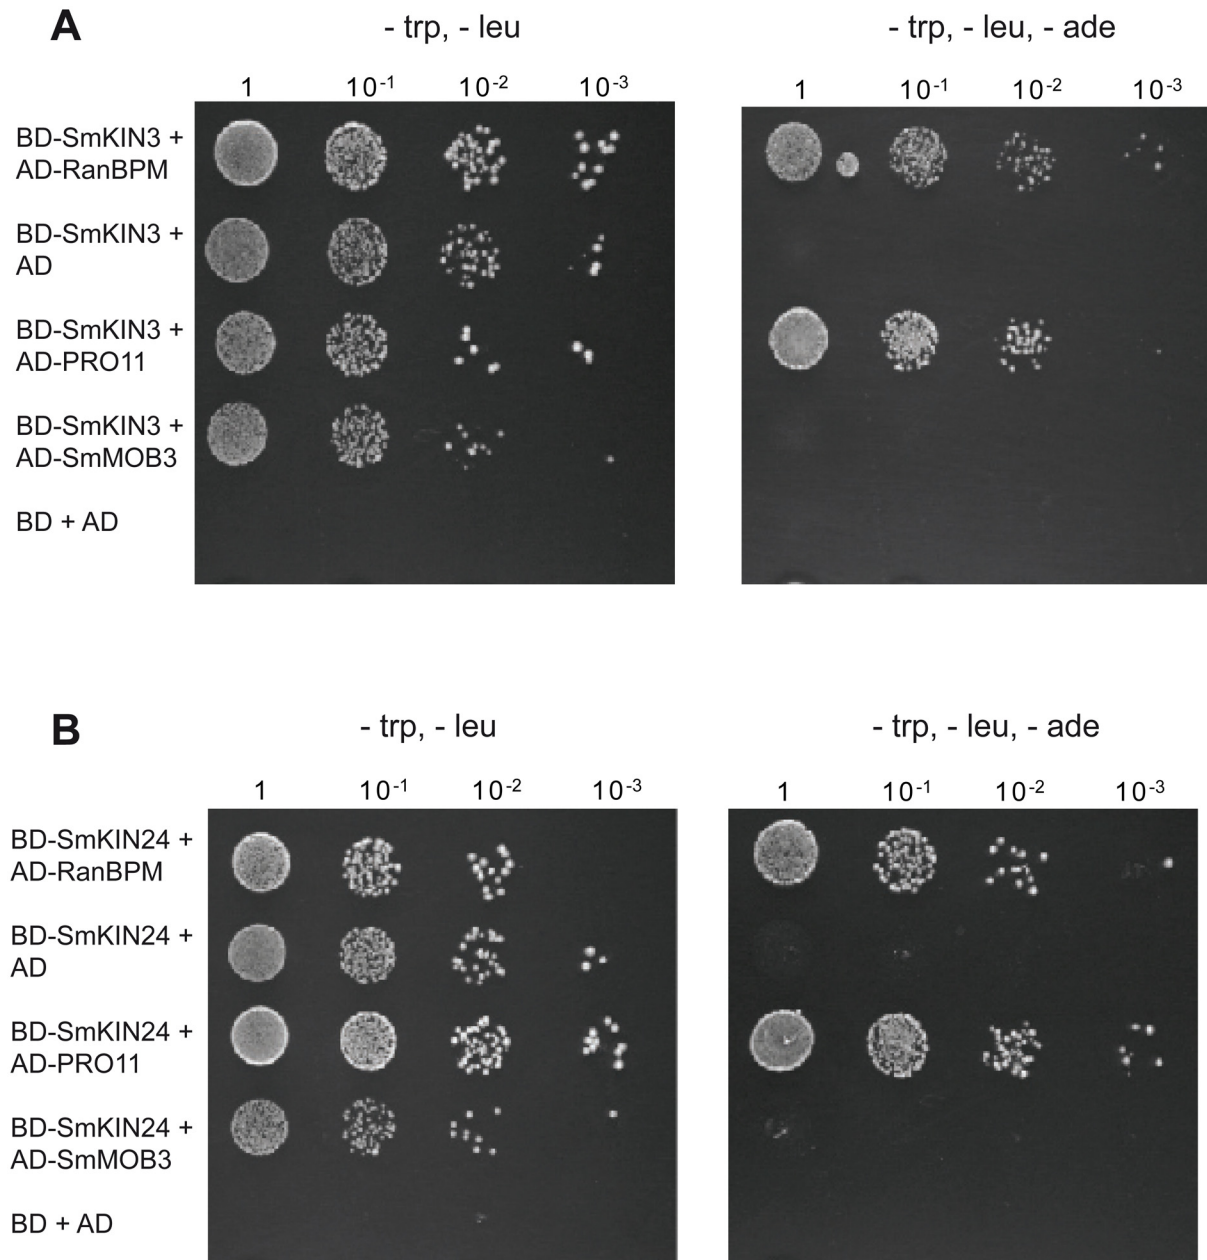 A
- trp, - leu
- trp, - leu, - ade
1 10-1 10-2 10-3
1 10-1 10-2 10-3
BD-SmKIN3 +
AD-RanBPM
BD-SmKIN3 +
AD
BD-SmKIN3 +
AD-PRO11
BD-SmKIN3 +
AD-SmMOB3
BD + AD
B
- trp, - leu
- trp, - leu, - ade
1 10-1 10-2 10-3
1 10-1 10-2 10-3
BD-SmKIN24 +
AD-RanBPM
BD-SmKIN24 +
AD
BD-SmKIN24 +
AD-PRO11
BD-SmKIN24 +
AD-SmMOB3
BD + AD